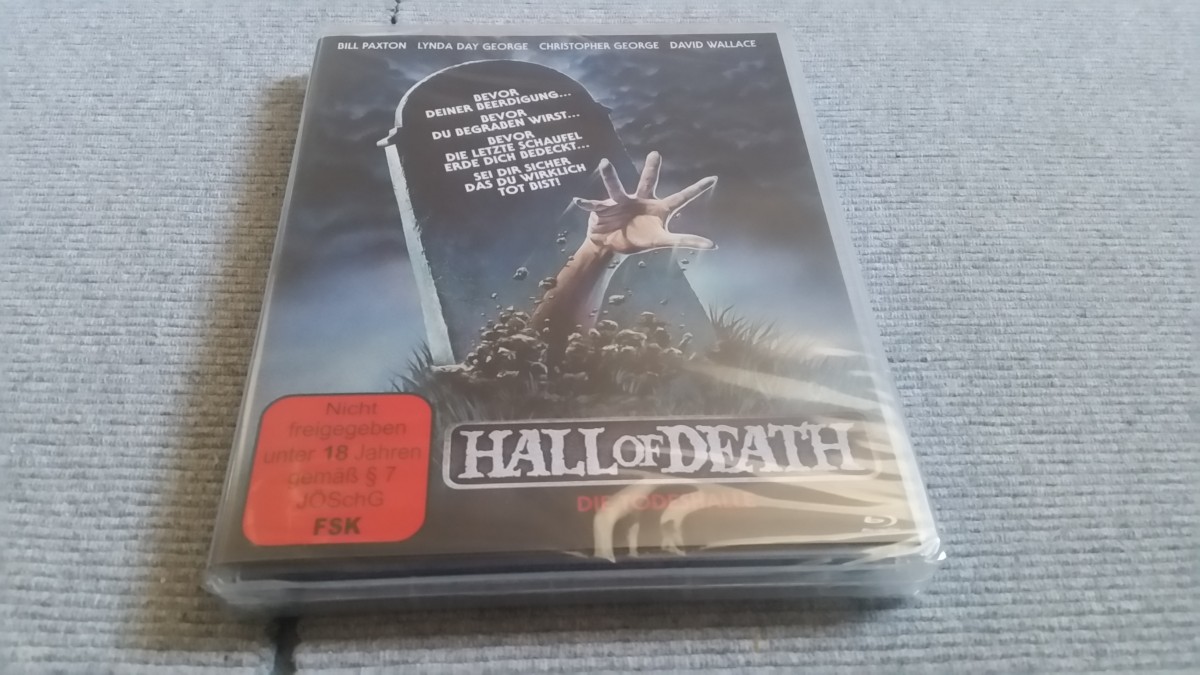 BILL PAXTON LYNDA DAY GEORGE CHRISTOPHER GEORGE DAVID WALLACE
BEVOR
DEINER BEERDIGUNG...
BEVOR
DU BEGRABEN WIRST...
BEVOR
DIE LETZTE SCHAUFEL
ERDE DICH BEDECKT...
SEI DIR SICHER
DAS DU WIRKLICH
TOT BIST!
HALL OF DEATH
DIE
Nicht
freigegeben
unter 18 Jahren
gemäß § 7
JÖSchG
FSK